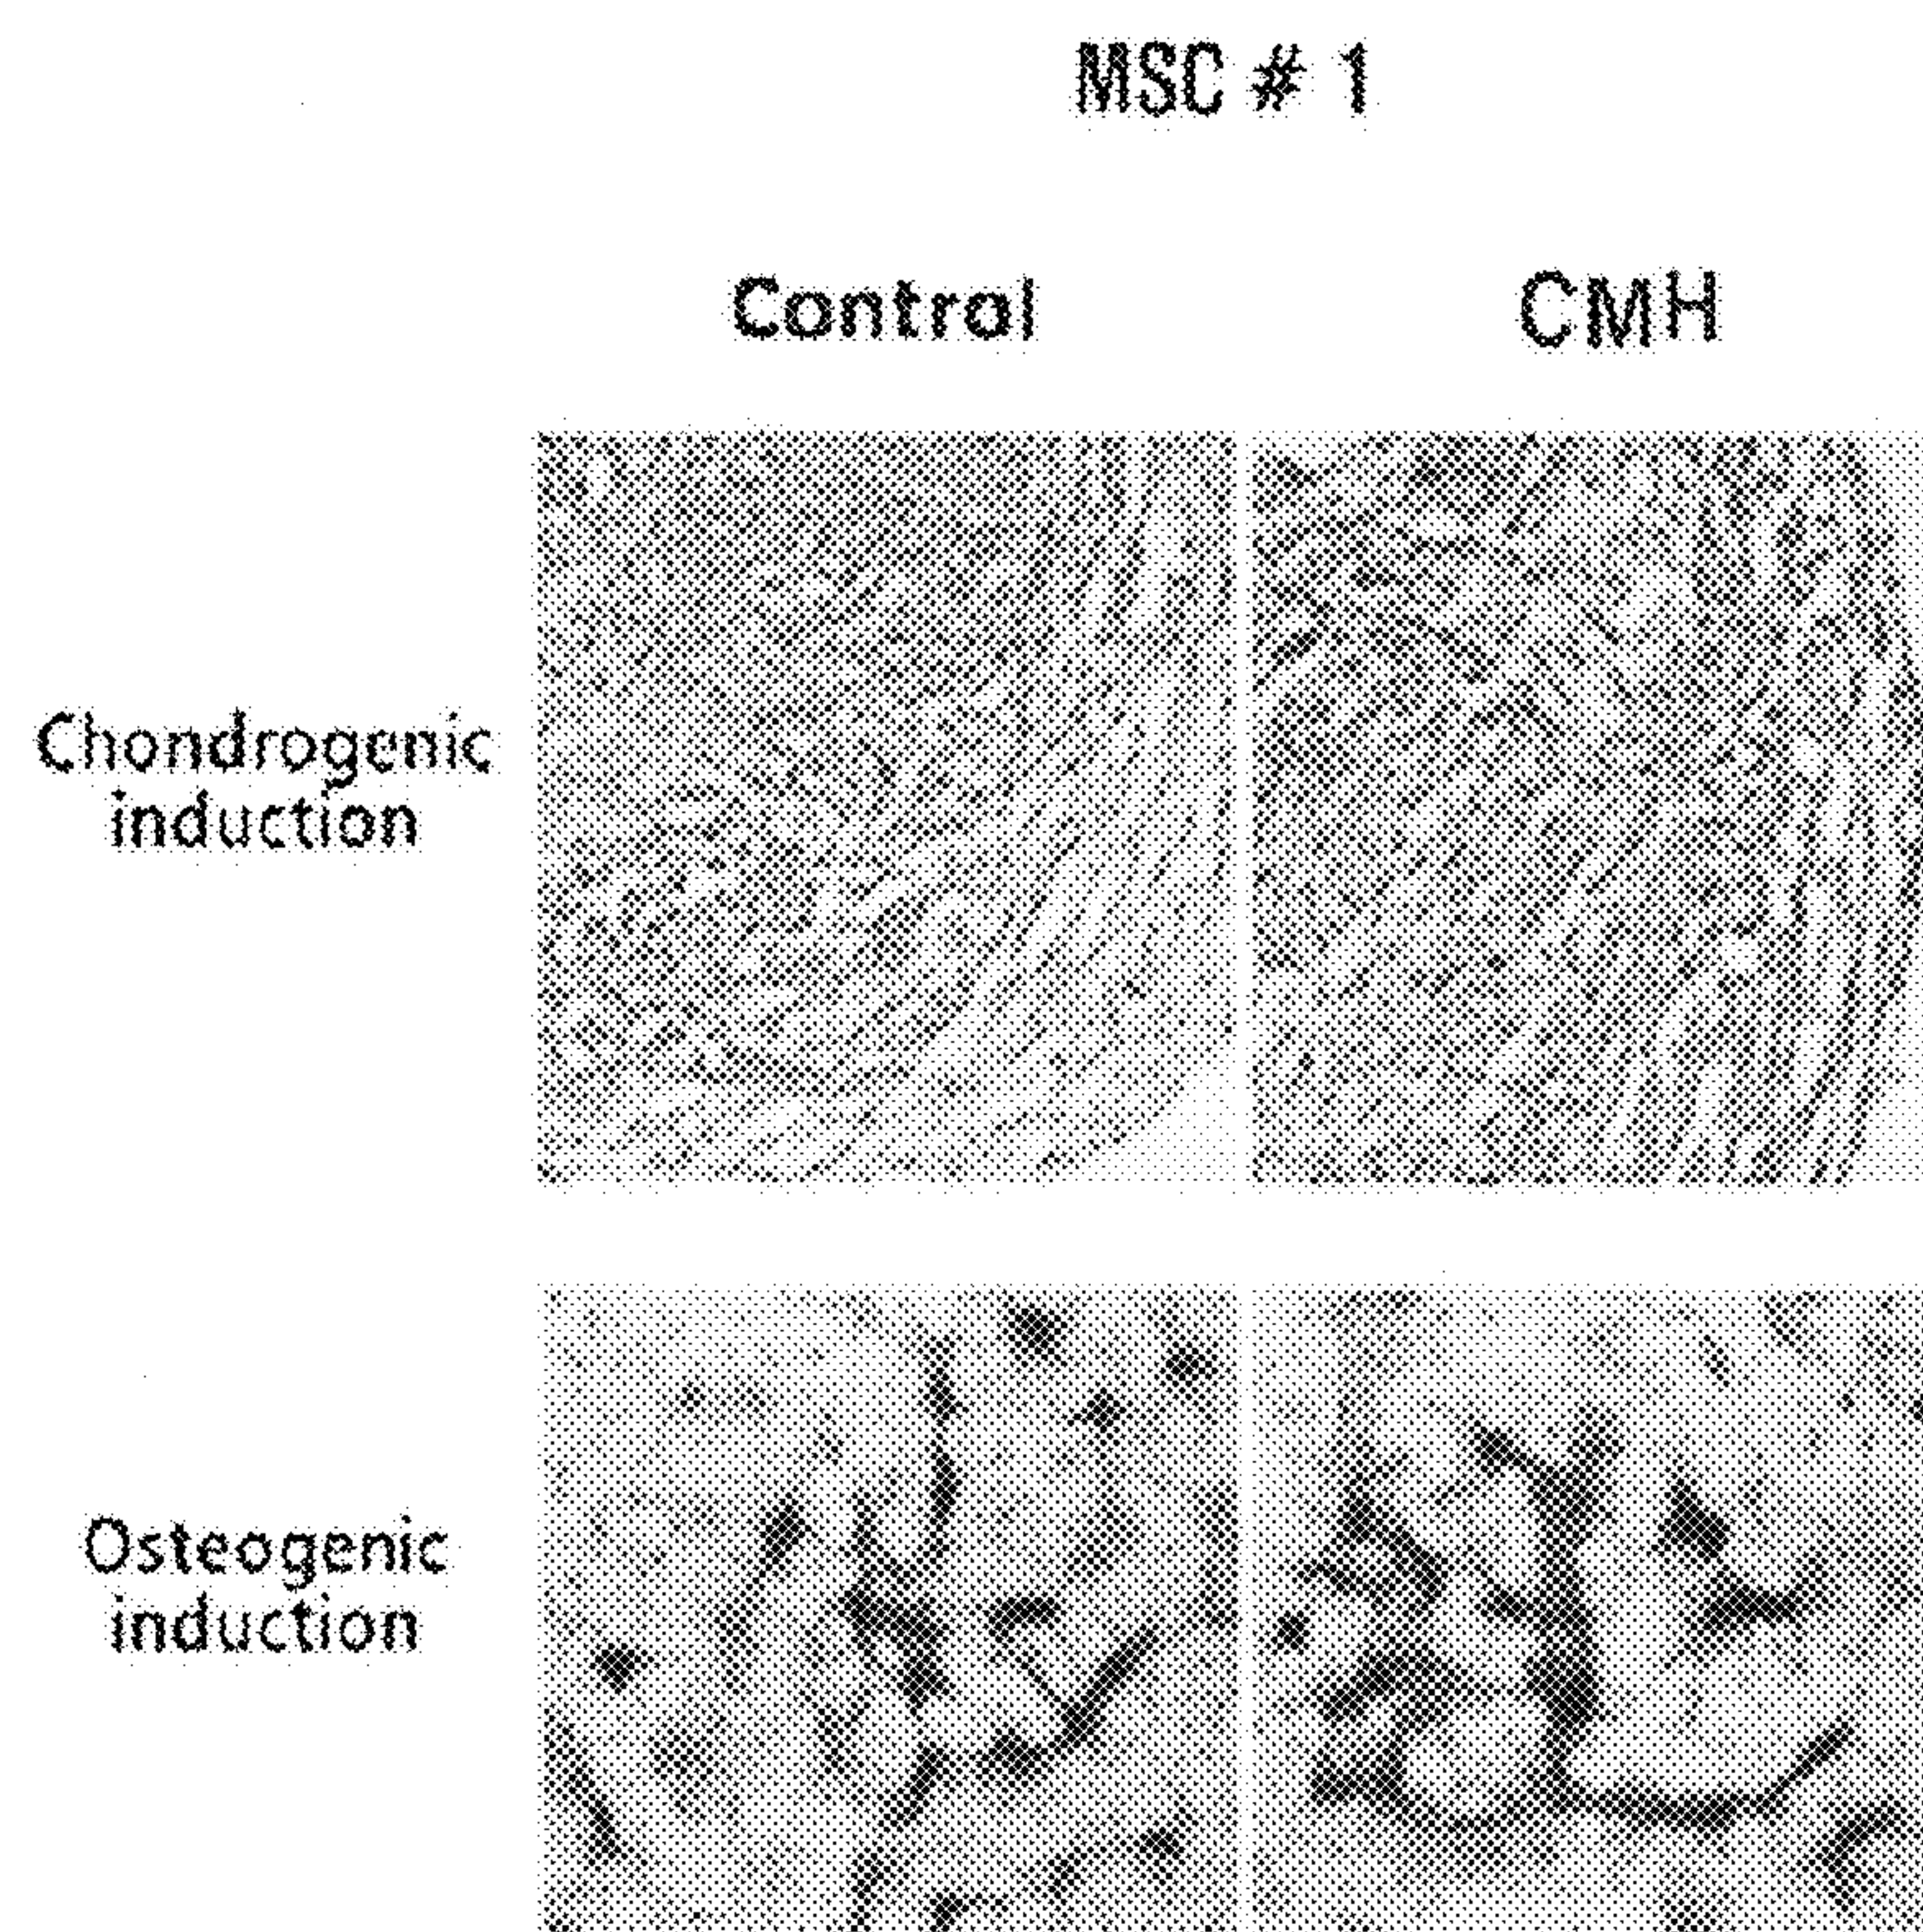 MSC # 1
Control CMH
Chondrogenic
induction
Osteogenic
induction